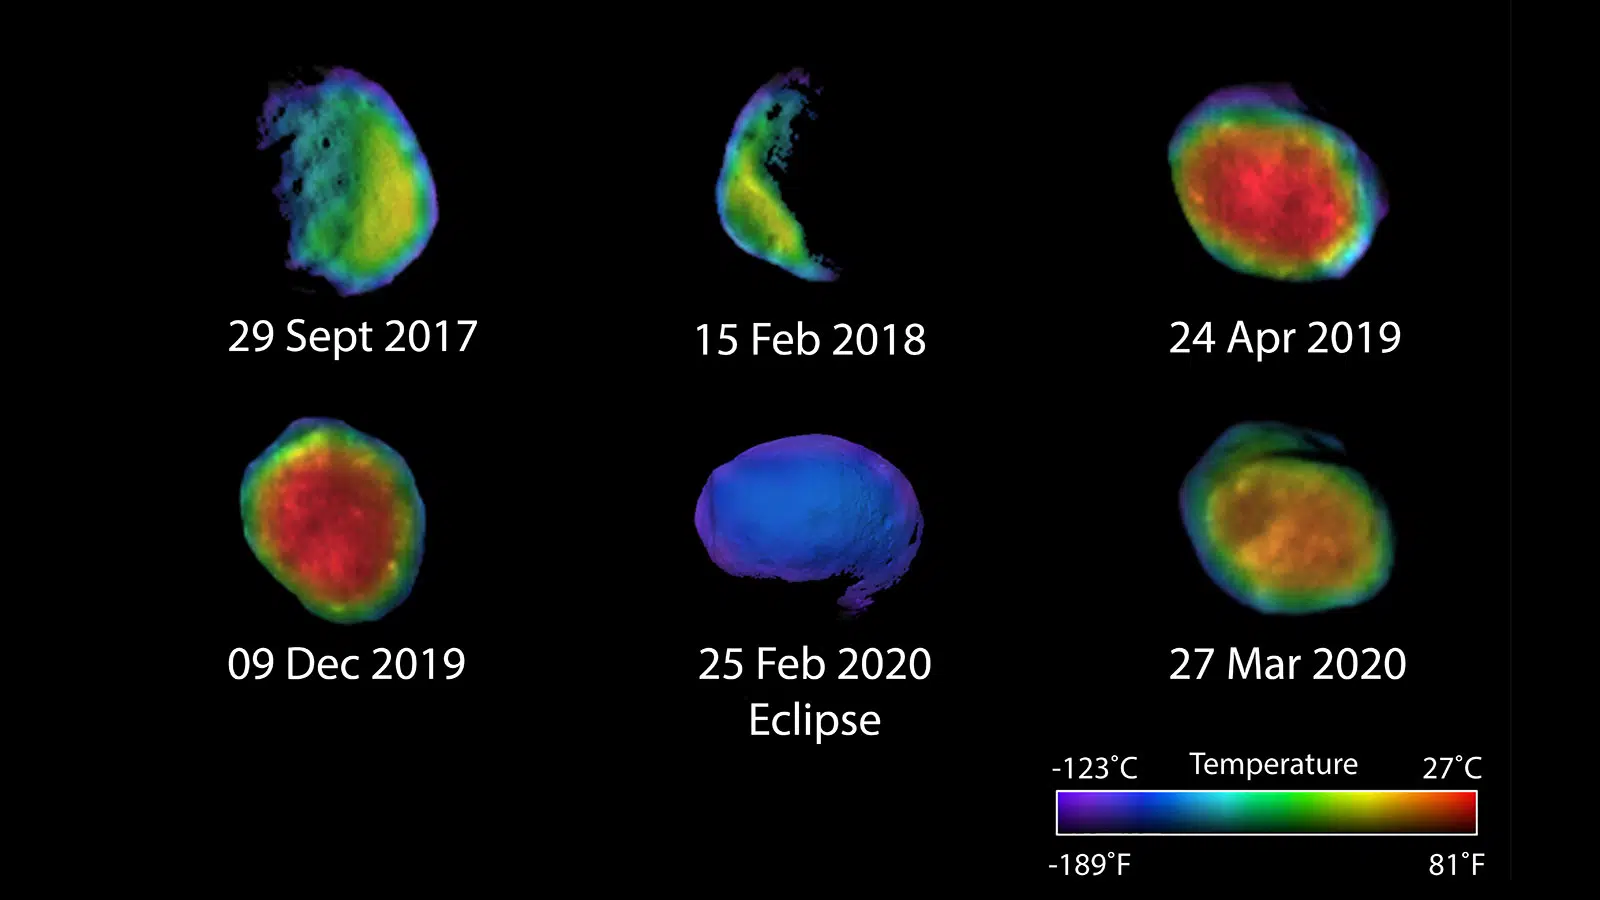 29 Sept 2017
15 Feb 2018
24 Apr 2019
09 Dec 2019
25 Feb 2020
Eclipse
27 Mar 2020
-123˚C Temperature 27˚C
-189˚F 81˚F